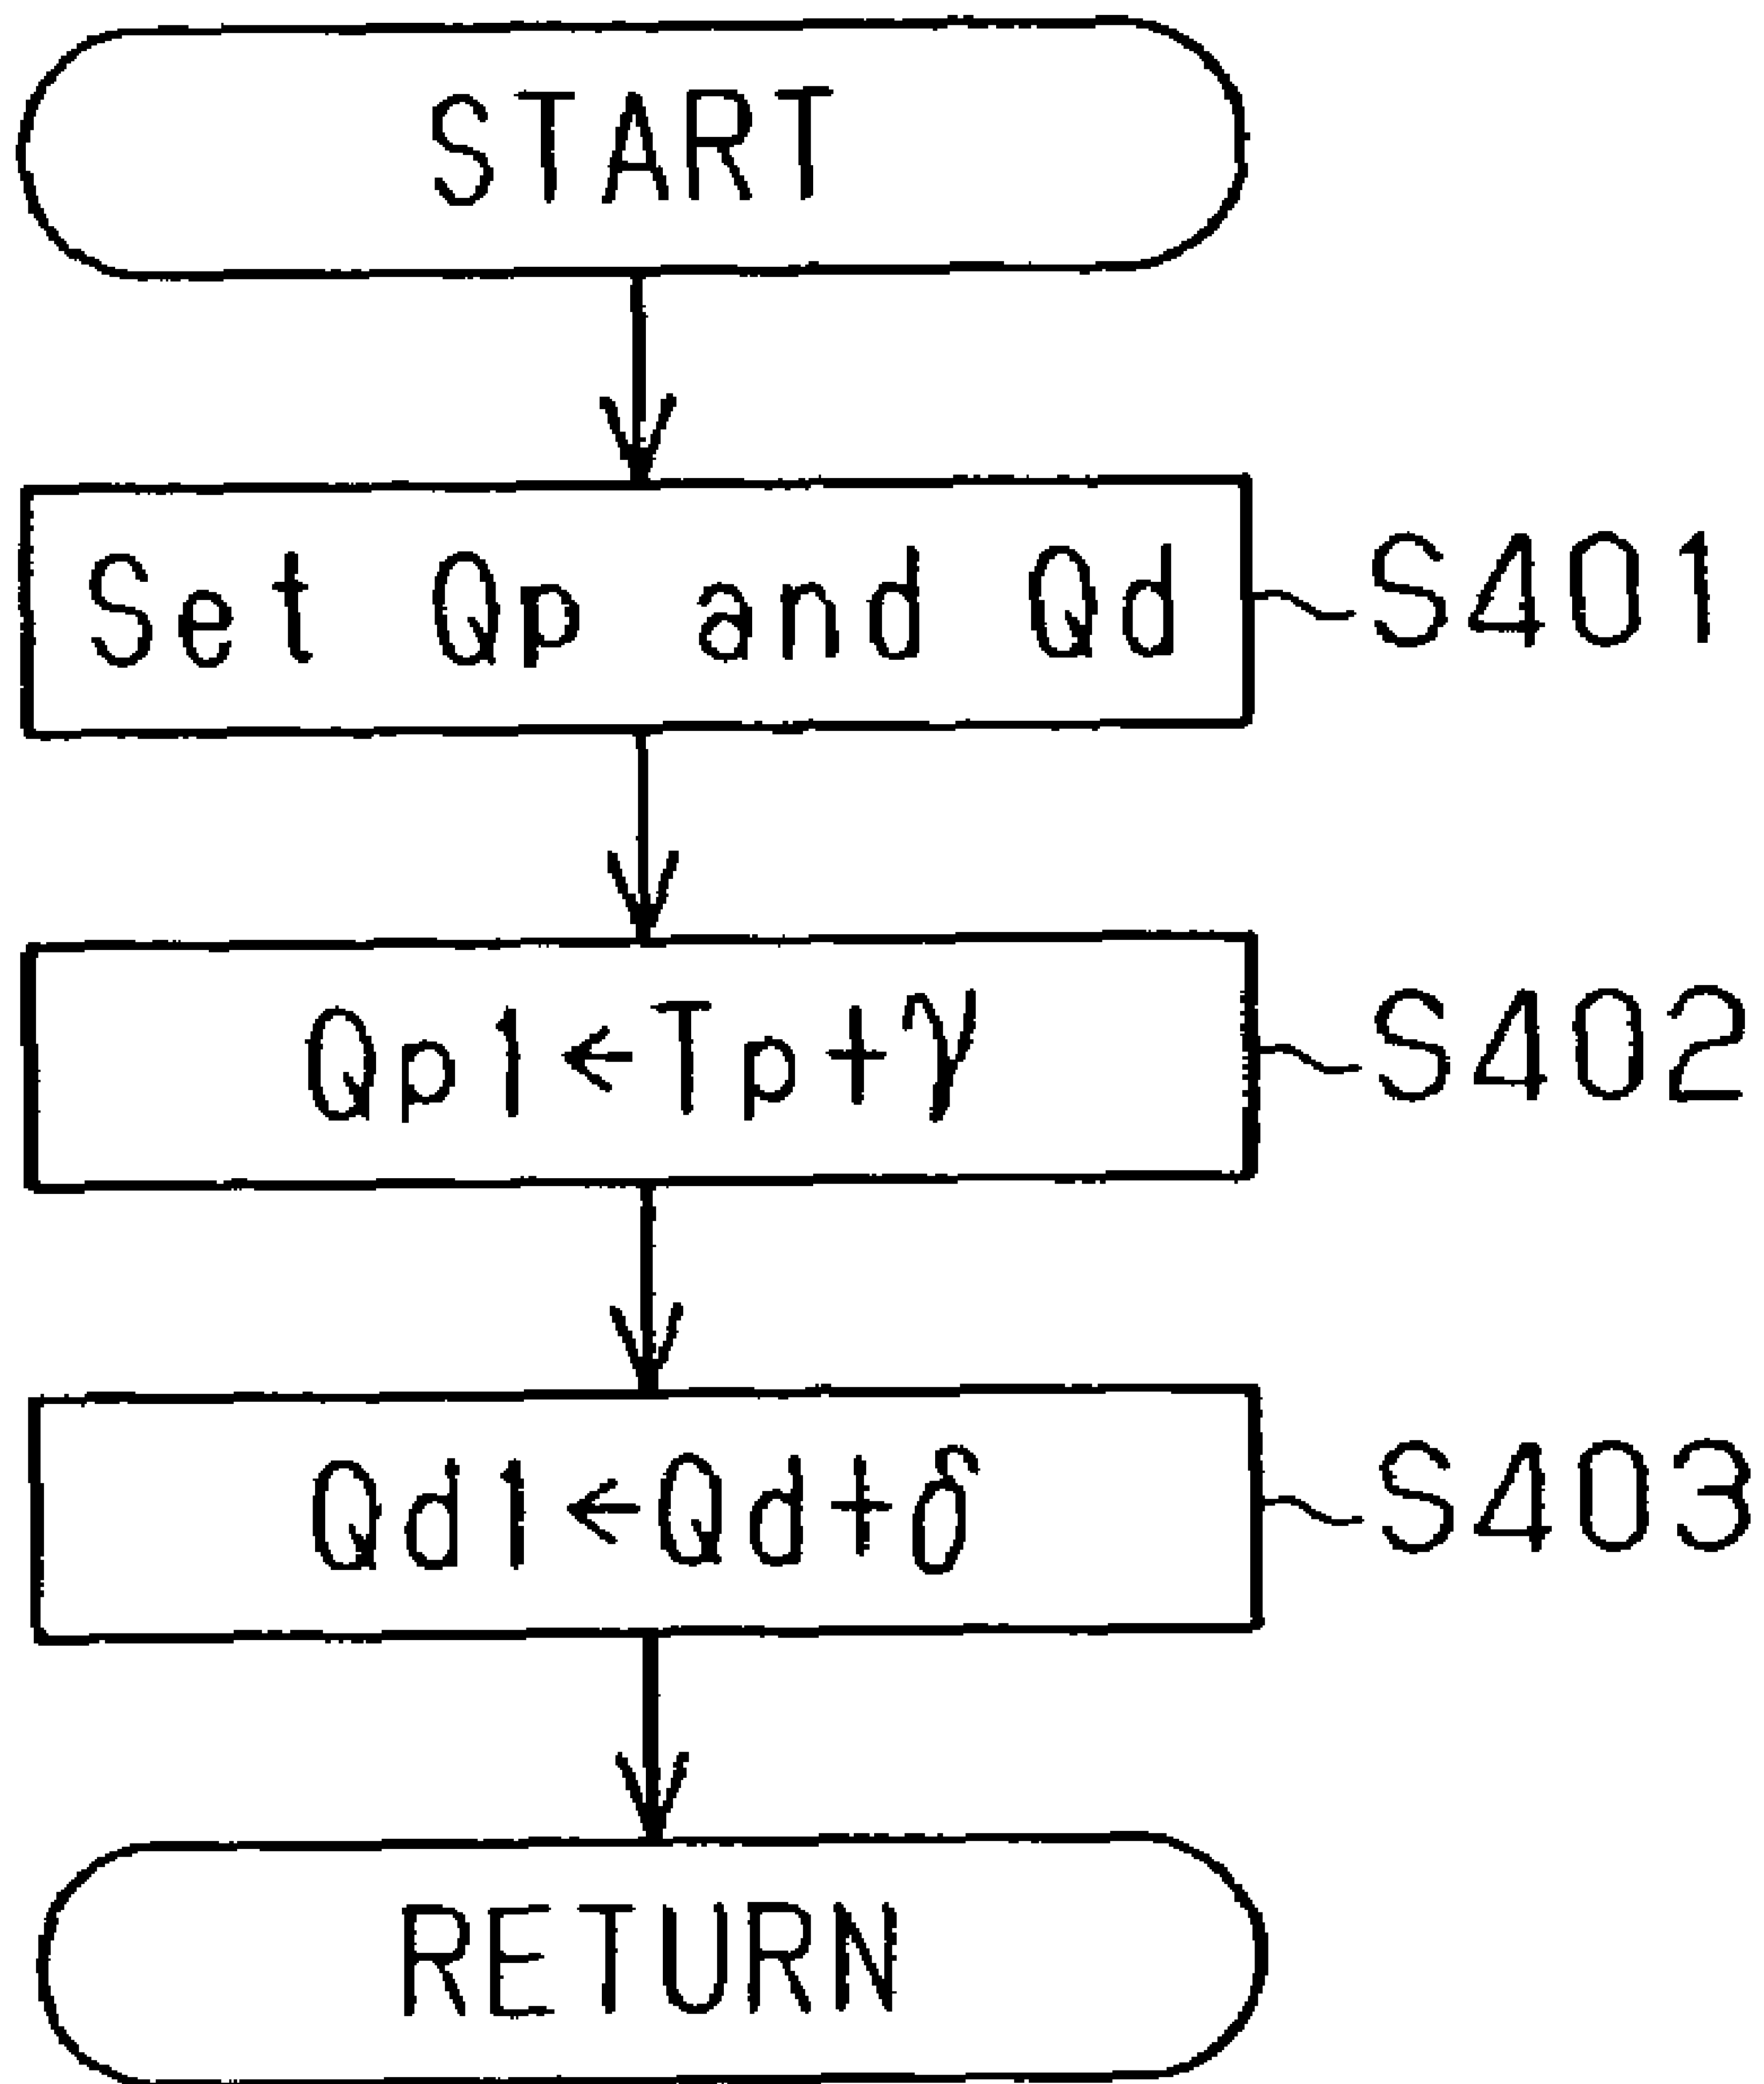 START
Set Qp and Qd S401
Qp1←Tp+γ S402
Qd1←Qd+δ S403
RETURN